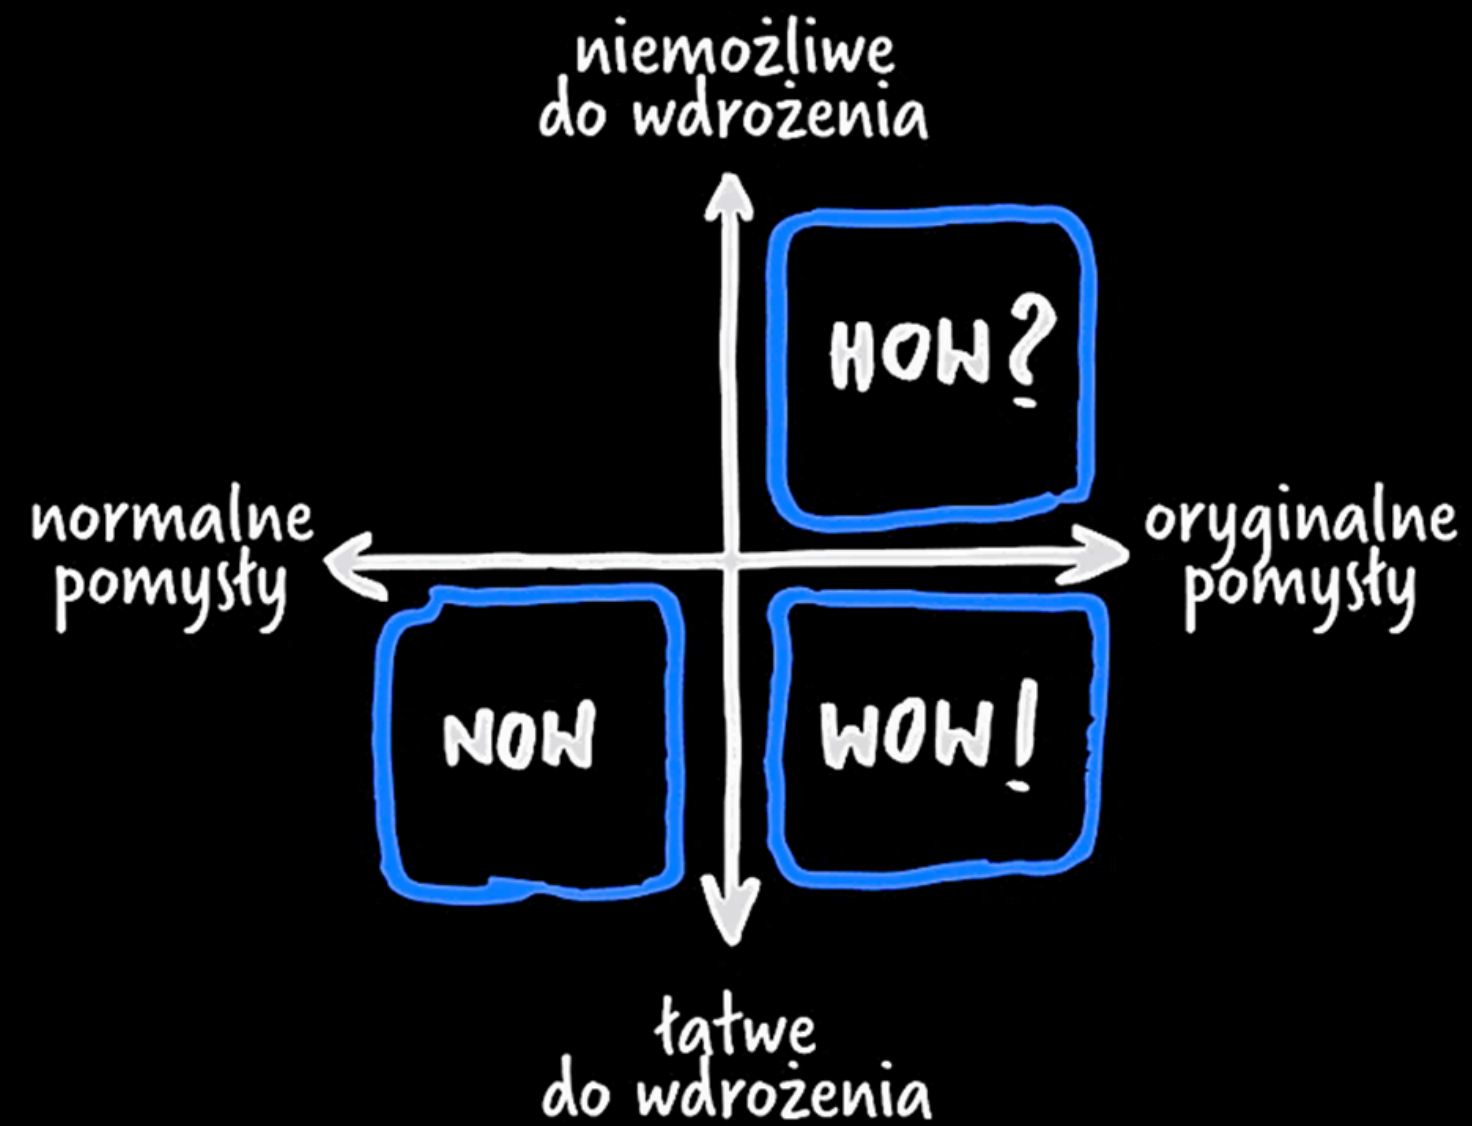 niemożliwe
do wdrożenia
HOW?
normalne
pomysły
oryginalne
pomysły
NOW
WOW!
łatwe
do wdrożenia